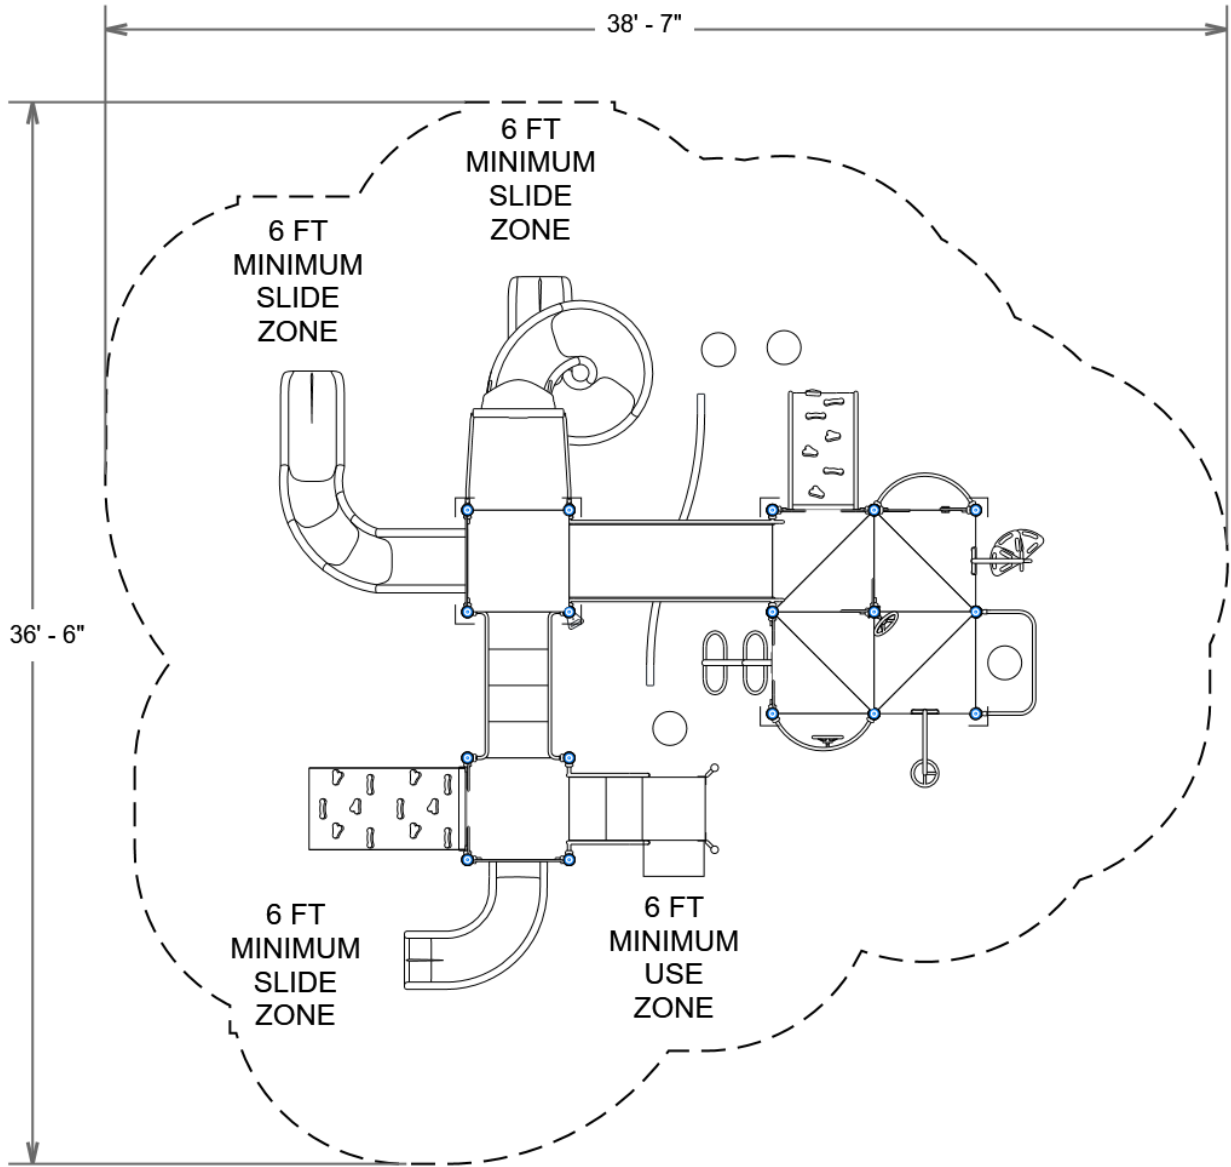 38' - 7"
6 FT
MINIMUM
SLIDE
ZONE
6 FT
MINIMUM
SLIDE
ZONE
36' - 6"
6 FT
MINIMUM
USE
ZONE
6 FT
MINIMUM
SLIDE
ZONE